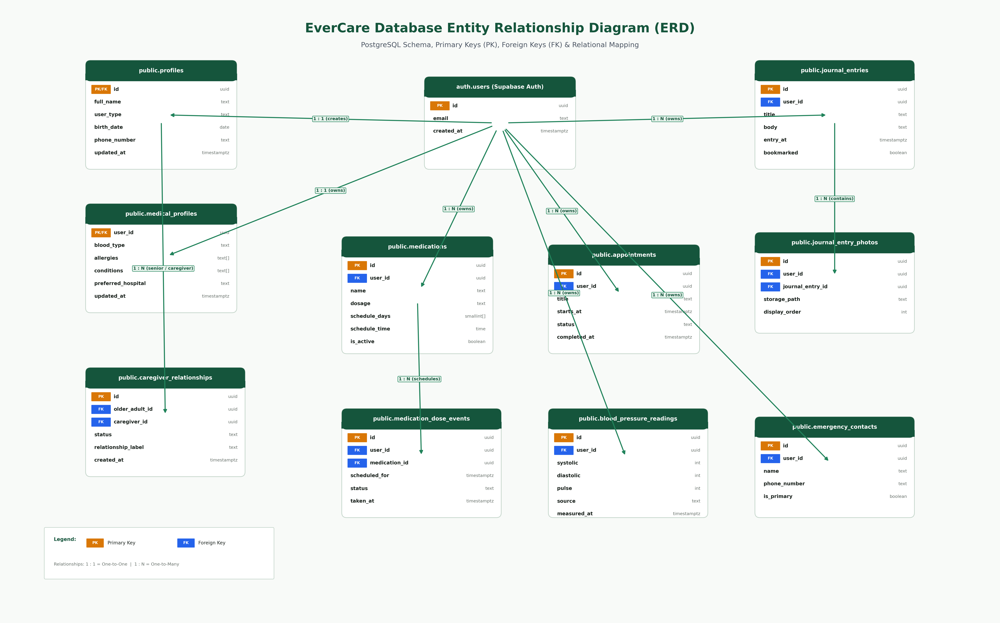 EverCare Database Entity Relationship Diagram (ERD)
PostgreSQL Schema, Primary Keys (PK), Foreign Keys (FK) & Relational Mapping
public.profiles
PK/FK id uuid
full_name text
user_type text
birth_date date
phone_number text
updated_at timestamptz
auth.users (Supabase Auth)
PK id uuid
email text
created_at timestamptz
public.journal_entries
PK id uuid
FK user_id uuid
title text
body text
entry_at timestamptz
bookmarked boolean
1 : 1 (creates)
1 : N (owns)
1 : 1 (owns)
1 : N (owns)
1 : N (owns)
1 : N (contains)
public.medical_profiles
PK/FK user_id uuid
blood_type text
allergies text[]
conditions text[]
preferred_hospital text
updated_at timestamptz
1 : N (senior / caregiver)
public.medications
PK id uuid
FK user_id uuid
name text
dosage text
schedule_days smallint[]
schedule_time time
is_active boolean
public.appointments
PK id uuid
FK user_id uuid
title text
starts_at timestamptz
status text
completed_at timestamptz
1 : N (owns)
1 : N (owns)
public.journal_entry_photos
PK id uuid
FK user_id uuid
FK journal_entry_id uuid
storage_path text
display_order int
public.caregiver_relationships
PK id uuid
FK older_adult_id uuid
FK caregiver_id uuid
status text
relationship_label text
created_at timestamptz
1 : N (schedules)
public.medication_dose_events
PK id uuid
FK user_id uuid
FK medication_id uuid
scheduled_for timestamptz
status text
taken_at timestamptz
public.blood_pressure_readings
PK id uuid
FK user_id uuid
systolic int
diastolic int
pulse int
source text
measured_at timestamptz
public.emergency_contacts
PK id uuid
FK user_id uuid
name text
phone_number text
is_primary boolean
Legend:
PK Primary Key
FK Foreign Key
Relationships: 1 : 1 = One-to-One | 1 : N = One-to-Many